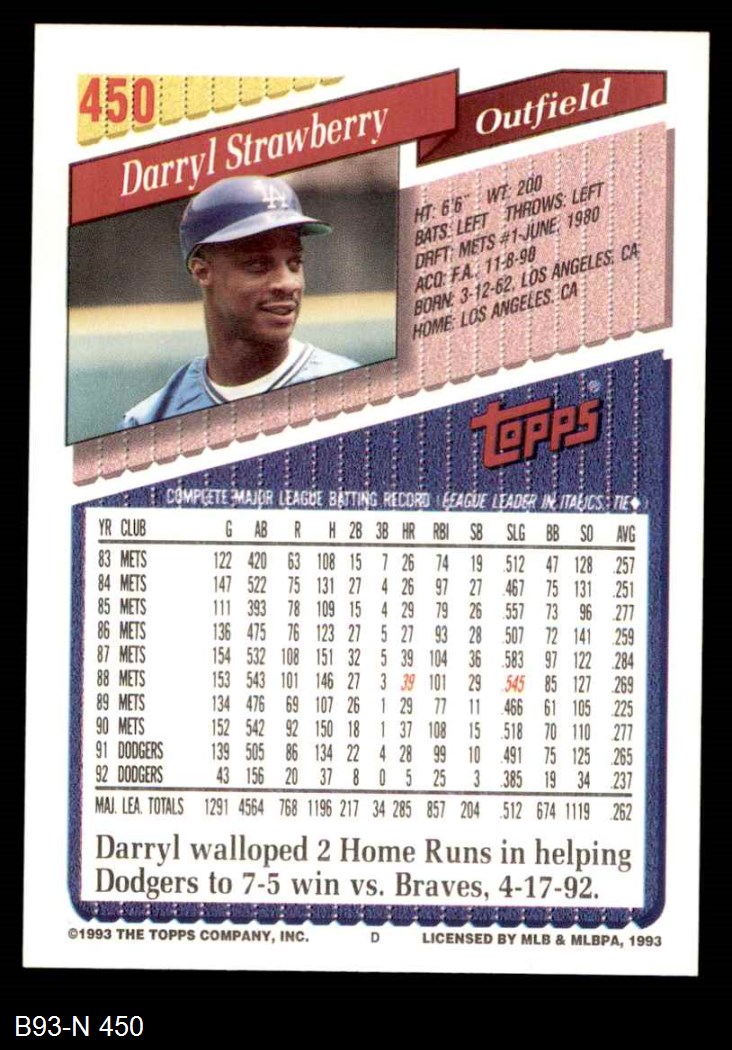 450
Darryl Strawberry
Outfield
LA
HT: 6'6" WT: 200
BATS: LEFT THROWS: LEFT
DRFT: METS #1-JUNE, 1980
ACQ: F.A., 11-8-90
BORN: 3-12-62, LOS ANGELES, CA
HOME: LOS ANGELES, CA
topps®
COMPLETE MAJOR LEAGUE BATTING RECORD (LEAGUE LEADER IN ITALICS, TIE♦)
YR CLUB G AB R H 2B 3B HR RBI SB SLG BB SO AVG
83 METS 122 420 63 108 15 7 26 74 19 .512 47 128 .257
84 METS 147 522 75 131 27 4 26 97 27 .467 75 131 .251
85 METS 111 393 78 109 15 4 29 79 26 .557 73 96 .277
86 METS 136 475 76 123 27 5 27 93 28 .507 72 141 .259
87 METS 154 532 108 151 32 5 39 104 36 .583 97 122 .284
88 METS 153 543 101 146 27 3 39 101 29 .545 85 127 .269
89 METS 134 476 69 107 26 1 29 77 11 .466 61 105 .225
90 METS 152 542 92 150 18 1 37 108 15 .518 70 110 .277
91 DODGERS 139 505 86 134 22 4 28 99 10 .491 75 125 .265
92 DODGERS 43 156 20 37 8 0 5 25 3 .385 19 34 .237
MAJ. LEA. TOTALS 1291 4564 768 1196 217 34 285 857 204 .512 674 1119 .262
Darryl walloped 2 Home Runs in helping
Dodgers to 7-5 win vs. Braves, 4-17-92.
©1993 THE TOPPS COMPANY, INC. D LICENSED BY MLB & MLBPA, 1993
B93-N 450